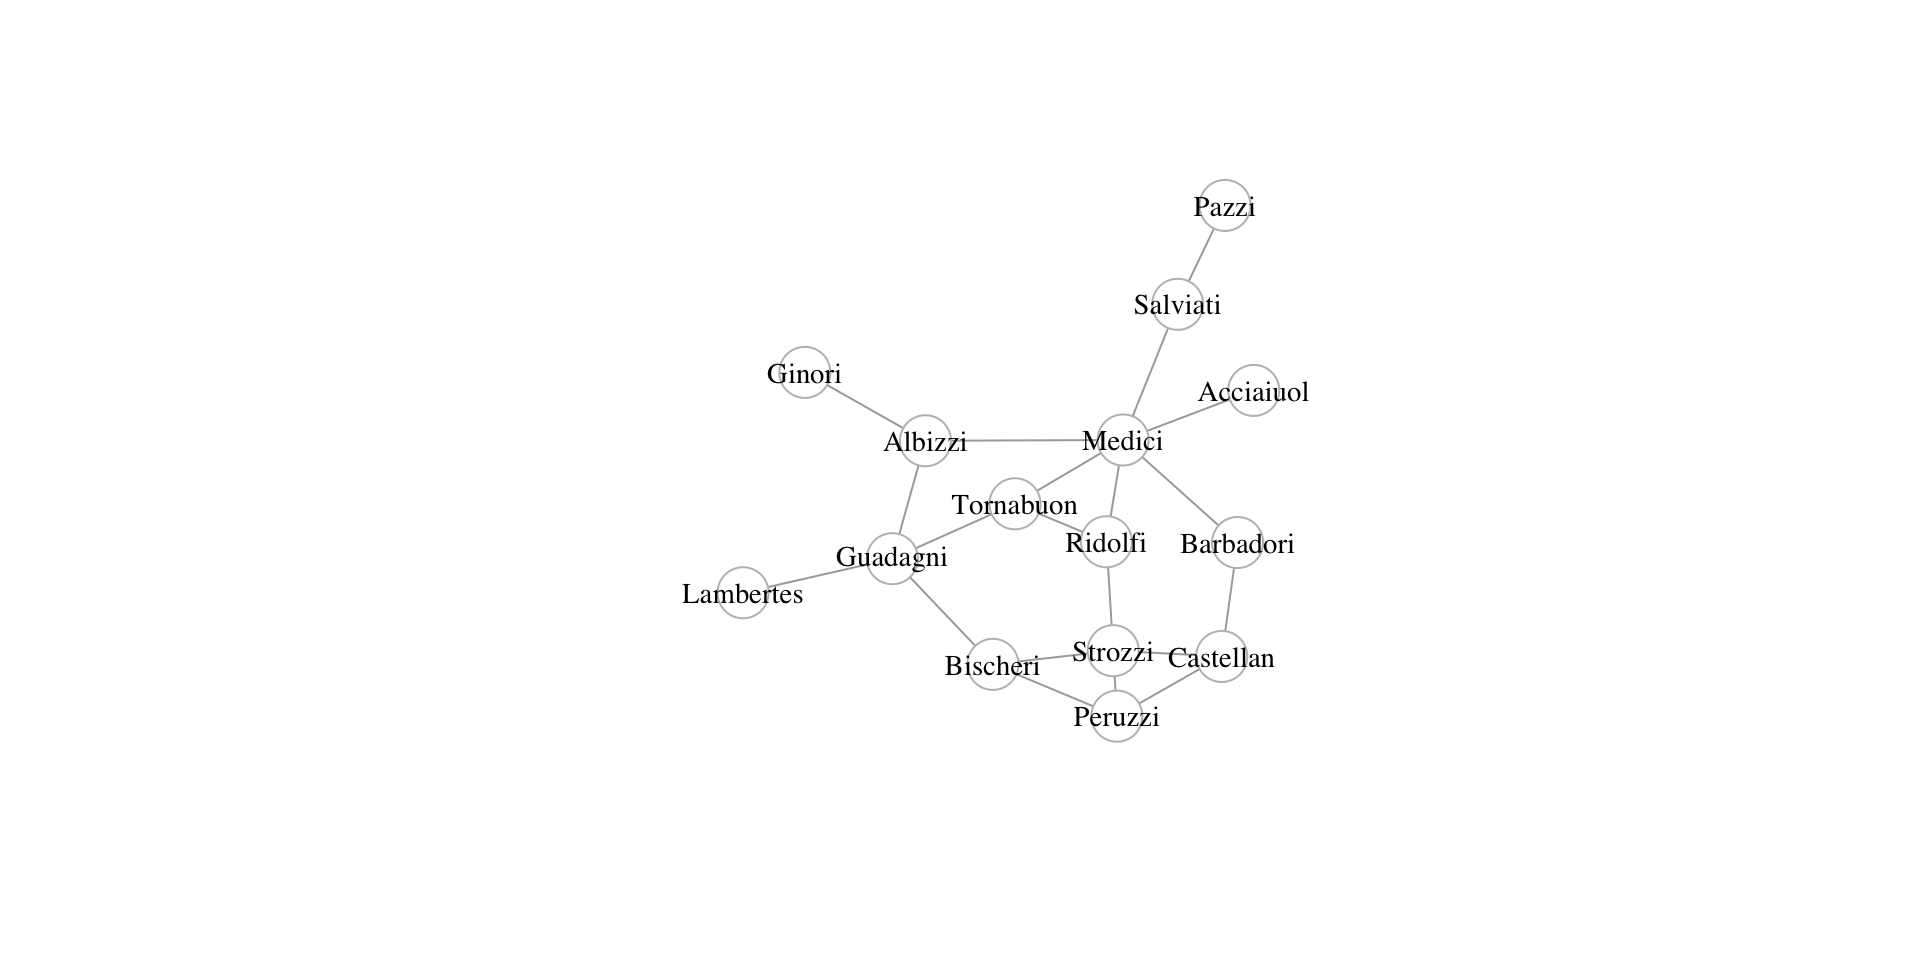 Pazzi
Salviati
Ginori
Acciaiuol
Albizzi
Medici
Tornabuon
Ridolfi
Barbadori
Guadagni
Lambertes
Strozzi
Castellan
Bischeri
Peruzzi